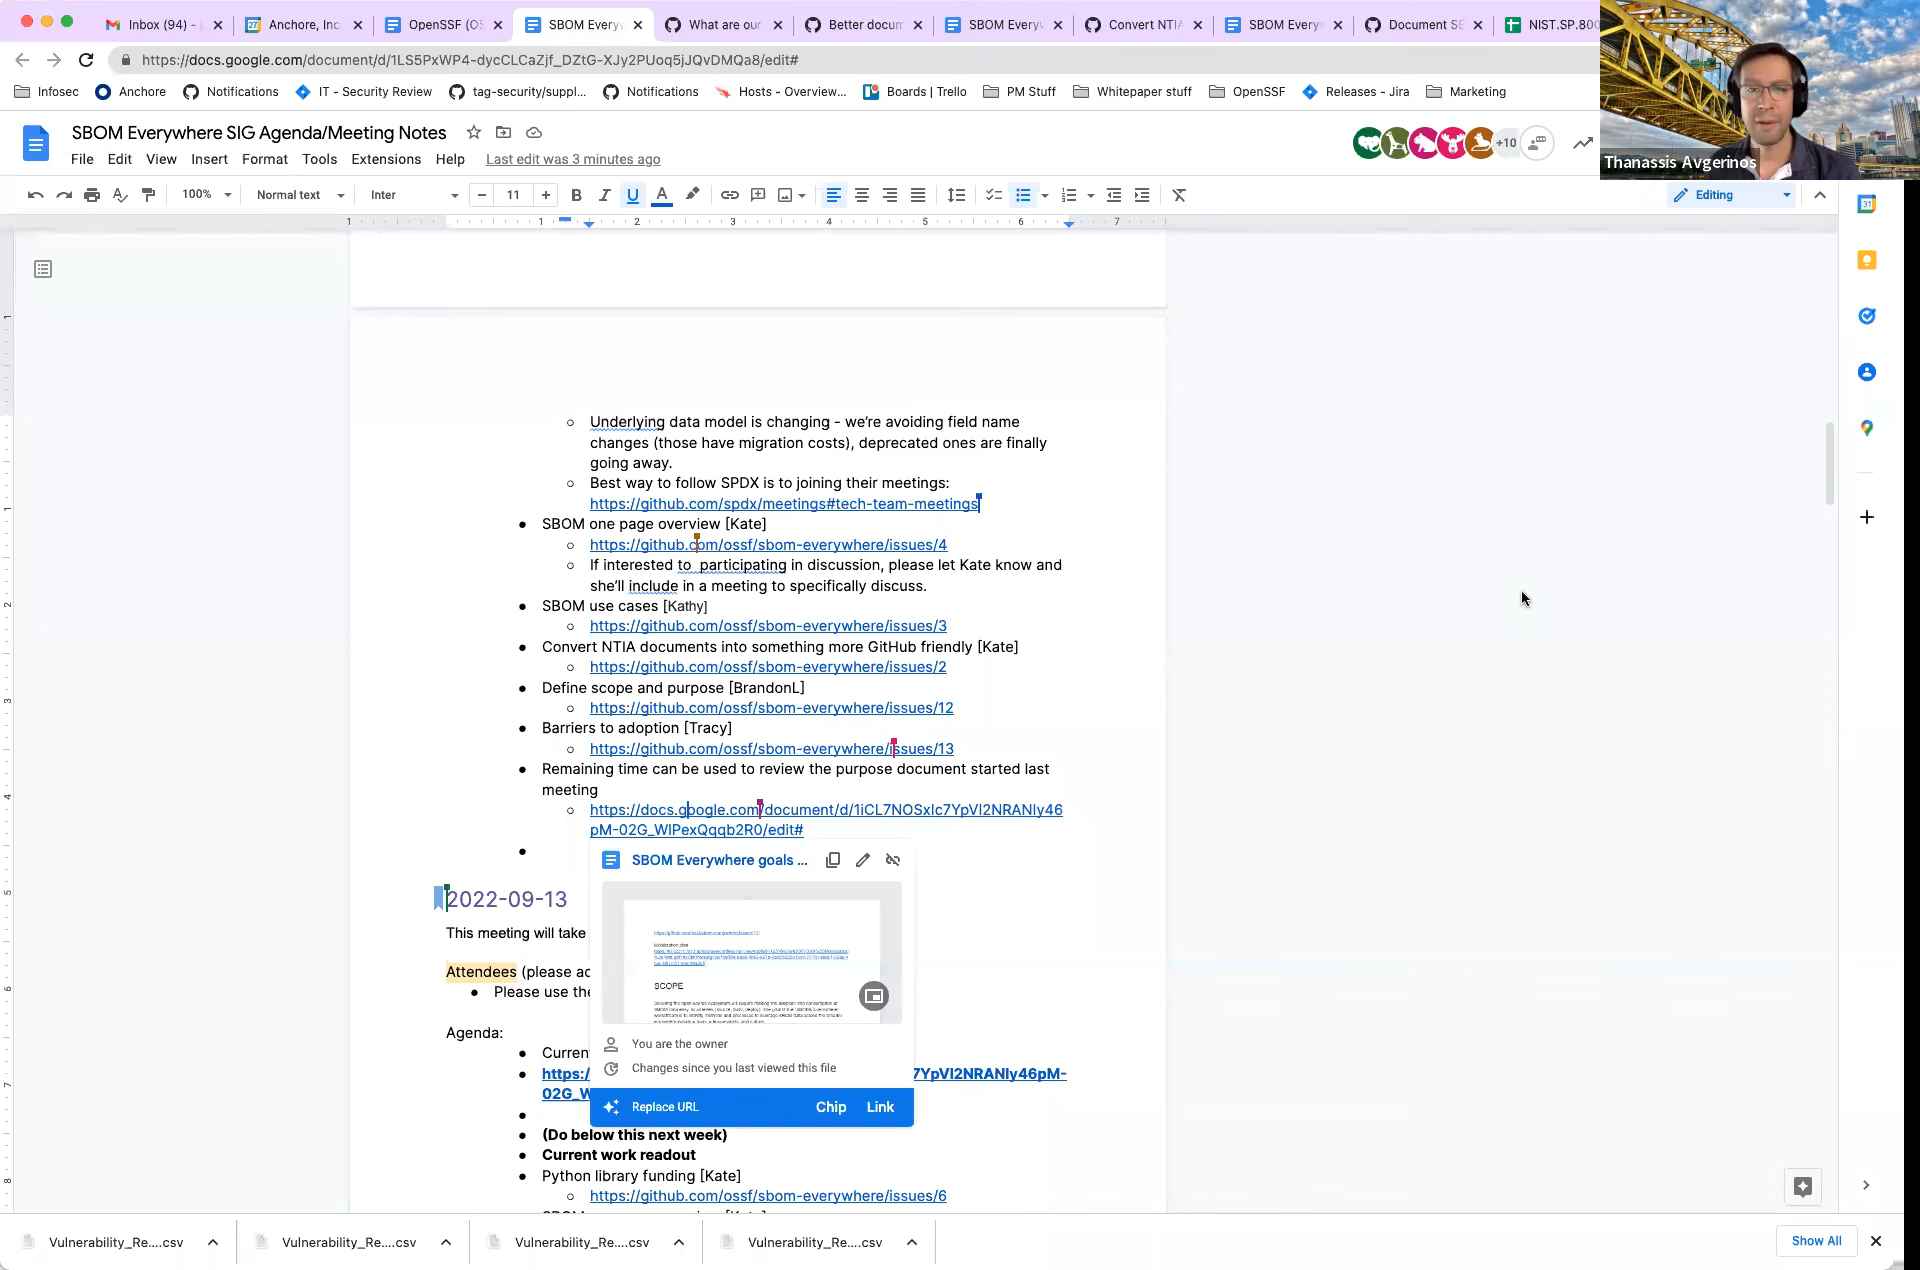 Inbox (94) -
Anchore, Inc
OpenSSF (OS
SBOM Every
What are our
Better docum
SBOM Everyv
Convert NTIA
SBOM Every
Document SE
NIST.SP.800
https://docs.google.com/document/d/1LS5PxWP4-dycCLCaZjf_DZtG-XJy2PUoq5jJQvDMQa8/edit#
Infosec
Anchore
Notifications
IT - Security Review
tag-security/suppl...
Notifications
Hosts - Overview...
Boards | Trello
PM Stuff
Whitepaper stuff
OpenSSF
Releases - Jira
Marketing
SBOM Everywhere SIG Agenda/Meeting Notes
File Edit View Insert Format Tools Extensions Help Last edit was 3 minutes ago
+10
Thanassis Avgerinos
100% Normal text Inter 11 Editing
Underlying data model is changing - we're avoiding field name
changes (those have migration costs), deprecated ones are finally
going away.
Best way to follow SPDX is to joining their meetings:
https://github.com/spdx/meetings#tech-team-meetings
SBOM one page overview [Kate]
https://github.com/ossf/sbom-everywhere/issues/4
If interested to participating in discussion, please let Kate know and
she'll include in a meeting to specifically discuss.
SBOM use cases [Kathy]
https://github.com/ossf/sbom-everywhere/issues/3
Convert NTIA documents into something more GitHub friendly [Kate]
https://github.com/ossf/sbom-everywhere/issues/2
Define scope and purpose [BrandonL]
https://github.com/ossf/sbom-everywhere/issues/12
Barriers to adoption [Tracy]
https://github.com/ossf/sbom-everywhere/issues/13
Remaining time can be used to review the purpose document started last
meeting
https://docs.google.com/document/d/1iCL7NOSxIc7YpVI2NRANIy46
pM-02G_WIPexQqqb2R0/edit#
SBOM Everywhere goals ...
SCOPE
You are the owner
Changes since you last viewed this file
Replace URL Chip Link
2022-09-13
This meeting will take
Attendees (please ac
Please use the
Agenda:
Curren
https:/
7YpVI2NRANIy46pM-
02G_W
(Do below this next week)
Current work readout
Python library funding [Kate]
https://github.com/ossf/sbom-everywhere/issues/6
Vulnerability_Re....csv
Vulnerability_Re....csv
Vulnerability_Re....csv
Vulnerability_Re....csv
Show All